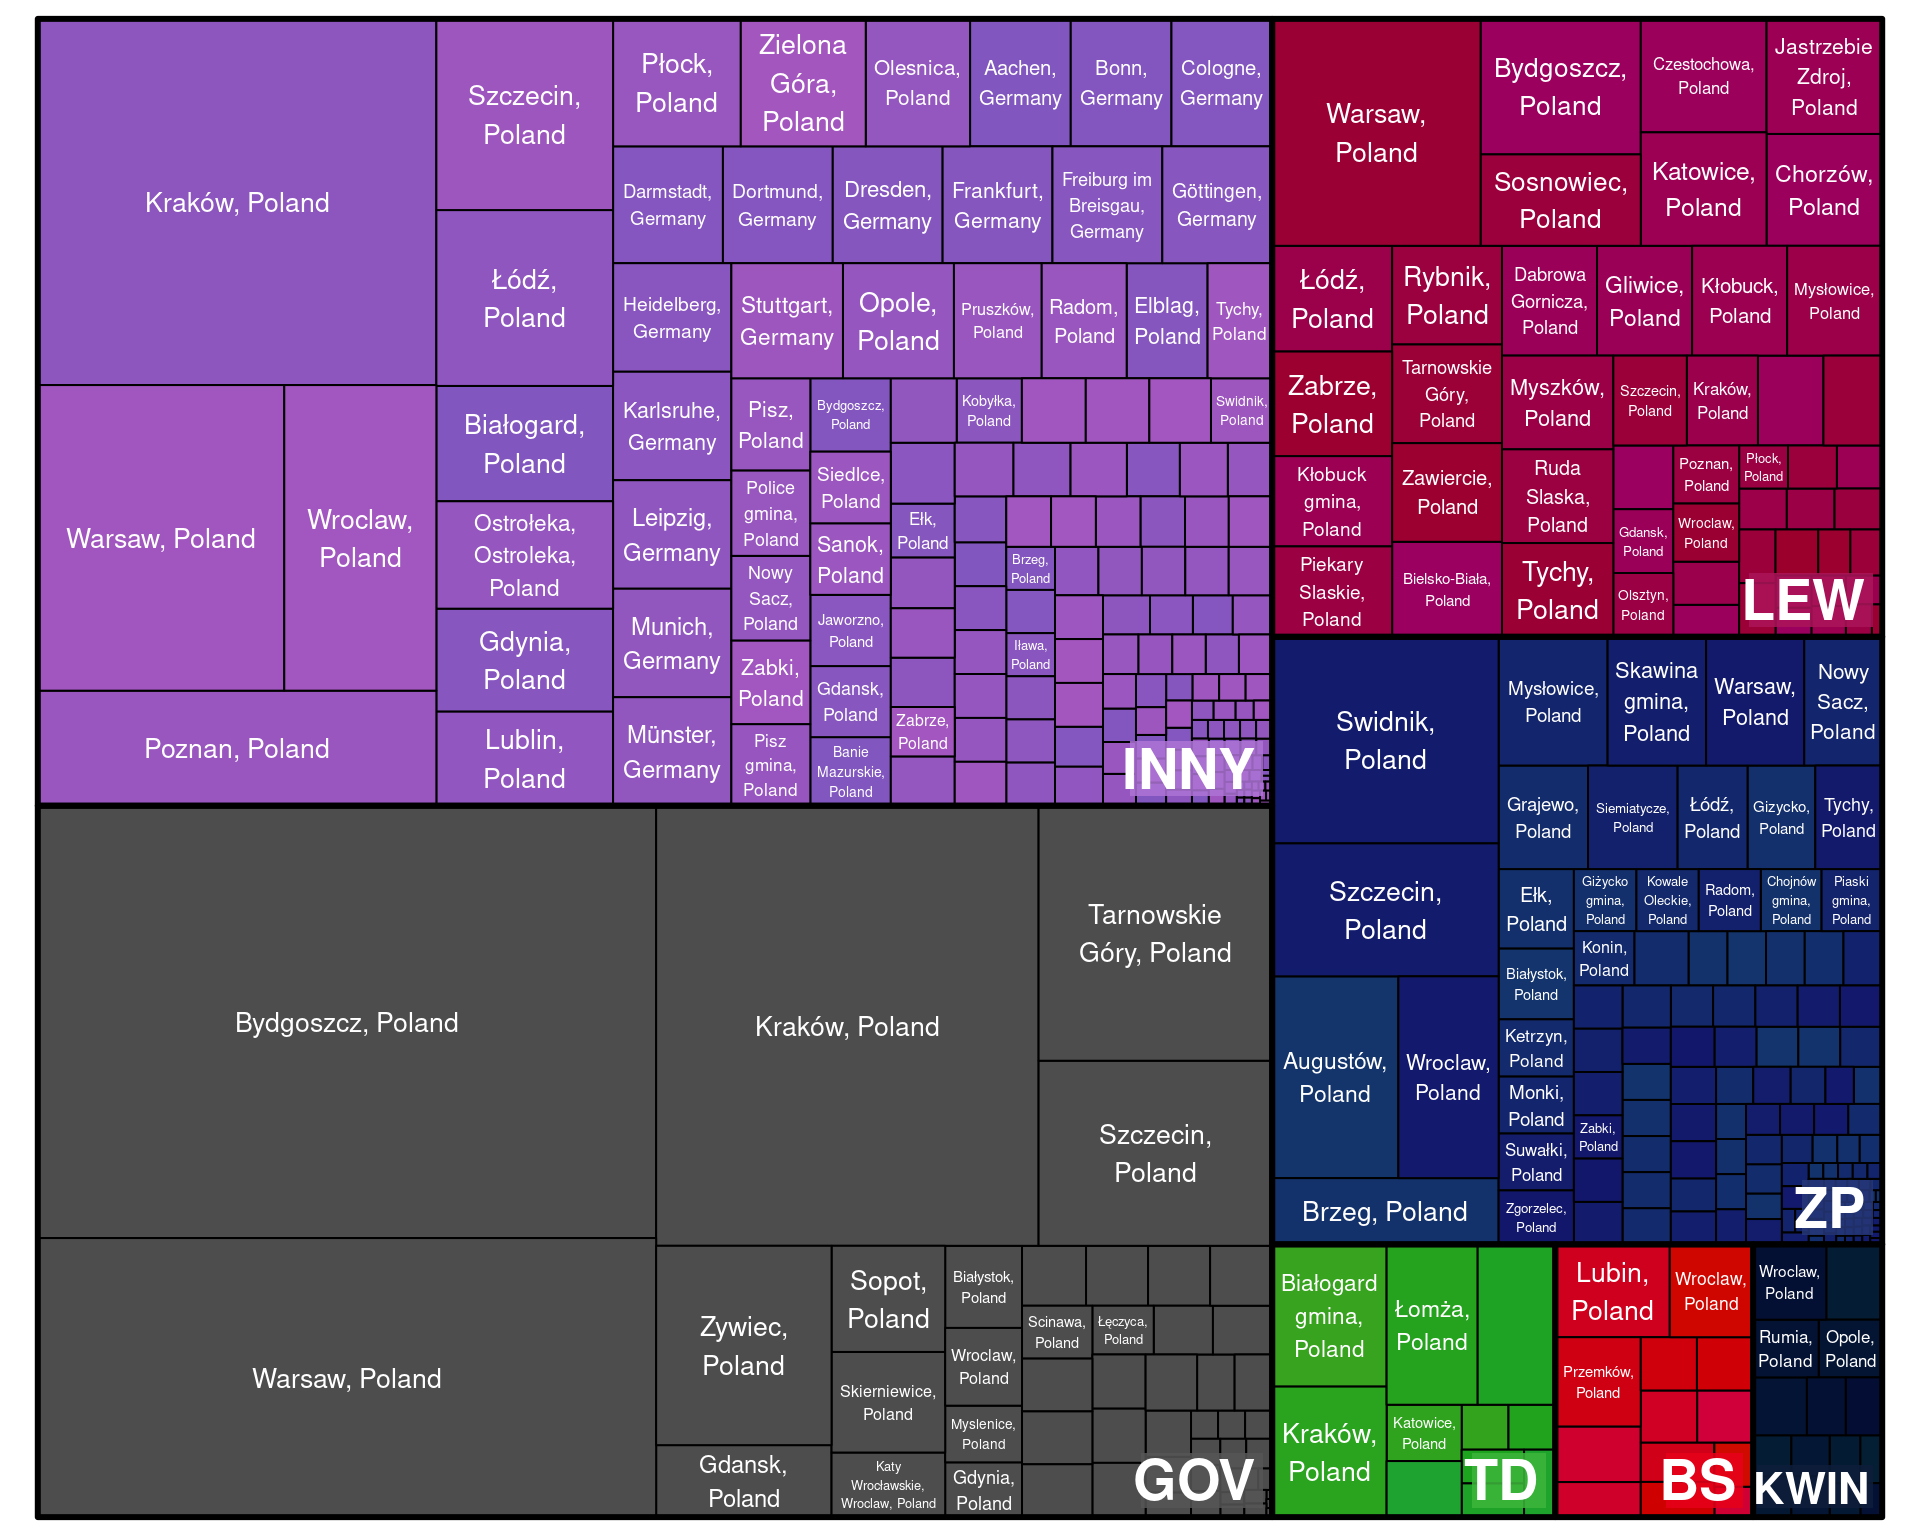 Kraków, Poland
Warsaw, Poland
Wroclaw,
Poland
Poznan, Poland
Szczecin,
Poland
Łódź,
Poland
Białogard,
Poland
Ostrołeka,
Ostroleka,
Poland
Gdynia,
Poland
Lublin,
Poland
Płock,
Poland
Zielona
Góra,
Poland
Olesnica,
Poland
Aachen,
Germany
Bonn,
Germany
Cologne,
Germany
Darmstadt,
Germany
Dortmund,
Germany
Dresden,
Germany
Frankfurt,
Germany
Freiburg im
Breisgau,
Germany
Göttingen,
Germany
Heidelberg,
Germany
Karlsruhe,
Germany
Leipzig,
Germany
Munich,
Germany
Münster,
Germany
Stuttgart,
Germany
Opole,
Poland
Pruszków,
Poland
Radom,
Poland
Elblag,
Poland
Tychy,
Poland
Pisz,
Poland
Police
gmina,
Poland
Nowy
Sacz,
Poland
Zabki,
Poland
Pisz
gmina,
Poland
Bydgoszcz,
Poland
Siedlce,
Poland
Sanok,
Poland
Jaworzno,
Poland
Gdansk,
Poland
Banie
Mazurskie,
Poland
Kobyłka,
Poland
Swidnik,
Poland
Ełk,
Poland
Zabrze,
Poland
Brzeg,
Poland
Iława,
Poland
INNY
Bydgoszcz, Poland
Warsaw, Poland
Kraków, Poland
Tarnowskie
Góry, Poland
Szczecin,
Poland
Zywiec,
Poland
Gdansk,
Poland
Sopot,
Poland
Skierniewice,
Poland
Katy
Wrocławskie,
Wroclaw, Poland
Białystok,
Poland
Wroclaw,
Poland
Myslenice,
Poland
Gdynia,
Poland
Scinawa,
Poland
Łęczyca,
Poland
GOV
Warsaw,
Poland
Bydgoszcz,
Poland
Sosnowiec,
Poland
Czestochowa,
Poland
Jastrzebie
Zdroj,
Poland
Katowice,
Poland
Chorzów,
Poland
Łódź,
Poland
Zabrze,
Poland
Kłobuck
gmina,
Poland
Piekary
Slaskie,
Poland
Rybnik,
Poland
Tarnowskie
Góry,
Poland
Zawiercie,
Poland
Bielsko-Biała,
Poland
Dabrowa
Gornicza,
Poland
Gliwice,
Poland
Kłobuck,
Poland
Mysłowice,
Poland
Myszków,
Poland
Ruda
Slaska,
Poland
Tychy,
Poland
Szczecin,
Poland
Kraków,
Poland
Gdansk,
Poland
Olsztyn,
Poland
Poznan,
Poland
Wroclaw,
Poland
Płock,
Poland
LEW
Swidnik,
Poland
Szczecin,
Poland
Augustów,
Poland
Wroclaw,
Poland
Brzeg, Poland
Mysłowice,
Poland
Skawina
gmina,
Poland
Warsaw,
Poland
Nowy
Sacz,
Poland
Grajewo,
Poland
Siemiatycze,
Poland
Łódź,
Poland
Gizycko,
Poland
Tychy,
Poland
Ełk,
Poland
Białystok,
Poland
Ketrzyn,
Poland
Monki,
Poland
Suwałki,
Poland
Zgorzelec,
Poland
Giżycko
gmina,
Poland
Kowale
Oleckie,
Poland
Radom,
Poland
Chojnów
gmina,
Poland
Piaski
gmina,
Poland
Konin,
Poland
Zabki,
Poland
ZP
Białogard
gmina,
Poland
Kraków,
Poland
Łomża,
Poland
Katowice,
Poland
TD
Lubin,
Poland
Wroclaw,
Poland
Przemków,
Poland
BS
Wroclaw,
Poland
Rumia,
Poland
Opole,
Poland
KWIN